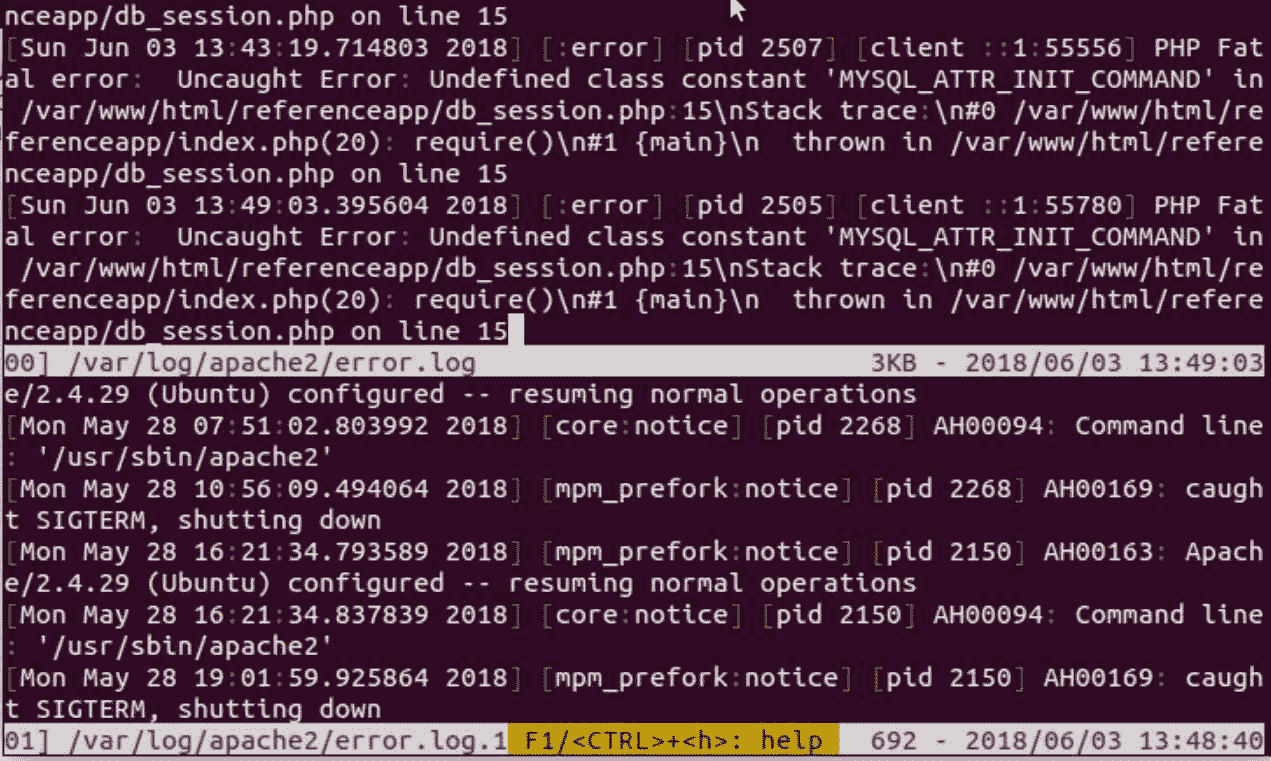 nceapp/db_session.php on line 15
[Sun Jun 03 13:43:19.714803 2018] [:error] [pid 2507] [client ::1:55556] PHP Fat
al error:  Uncaught Error: Undefined class constant 'MYSQL_ATTR_INIT_COMMAND' in
 /var/www/html/referenceapp/db_session.php:15\nStack trace:\n#0 /var/www/html/re
ferenceapp/index.php(20): require()\n#1 {main}\n  thrown in /var/www/html/refere
nceapp/db_session.php on line 15
[Sun Jun 03 13:49:03.395604 2018] [:error] [pid 2505] [client ::1:55780] PHP Fat
al error:  Uncaught Error: Undefined class constant 'MYSQL_ATTR_INIT_COMMAND' in
 /var/www/html/referenceapp/db_session.php:15\nStack trace:\n#0 /var/www/html/re
ferenceapp/index.php(20): require()\n#1 {main}\n  thrown in /var/www/html/refere
nceapp/db_session.php on line 15
00] /var/log/apache2/error.log 3KB - 2018/06/03 13:49:03
e/2.4.29 (Ubuntu) configured -- resuming normal operations
[Mon May 28 07:51:02.803992 2018] [core:notice] [pid 2268] AH00094: Command line
: '/usr/sbin/apache2'
[Mon May 28 10:56:09.494064 2018] [mpm_prefork:notice] [pid 2268] AH00169: caugh
t SIGTERM, shutting down
[Mon May 28 16:21:34.793589 2018] [mpm_prefork:notice] [pid 2150] AH00163: Apach
e/2.4.29 (Ubuntu) configured -- resuming normal operations
[Mon May 28 16:21:34.837839 2018] [core:notice] [pid 2150] AH00094: Command line
: '/usr/sbin/apache2'
[Mon May 28 19:01:59.925864 2018] [mpm_prefork:notice] [pid 2150] AH00169: caugh
t SIGTERM, shutting down
01] /var/log/apache2/error.log.1 F1/<CTRL>+<h>: help 692 - 2018/06/03 13:48:40